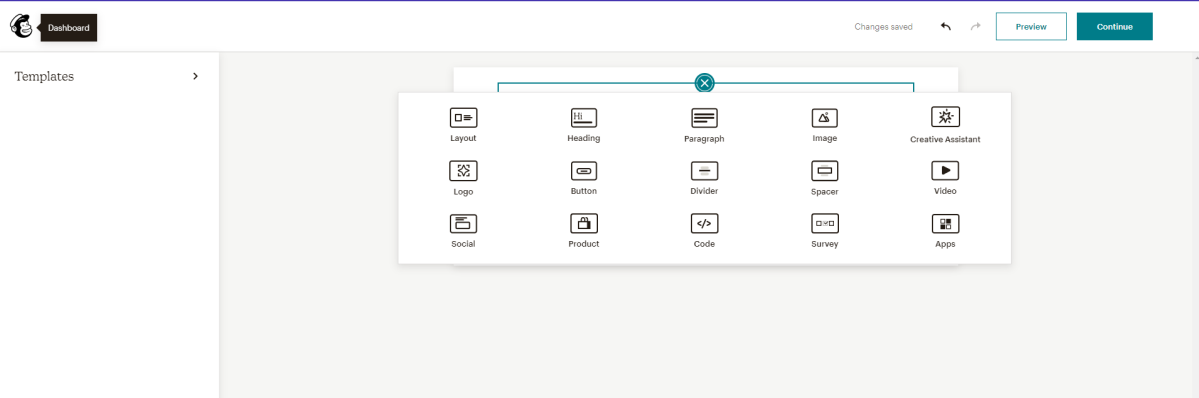 Dashboard
Changes saved
Preview
Continue
Templates
Hi
Layout
Heading
Paragraph
Image
Creative Assistant
Logo
Button
Divider
Spacer
Video
</>
Social
Product
Code
Survey
Apps